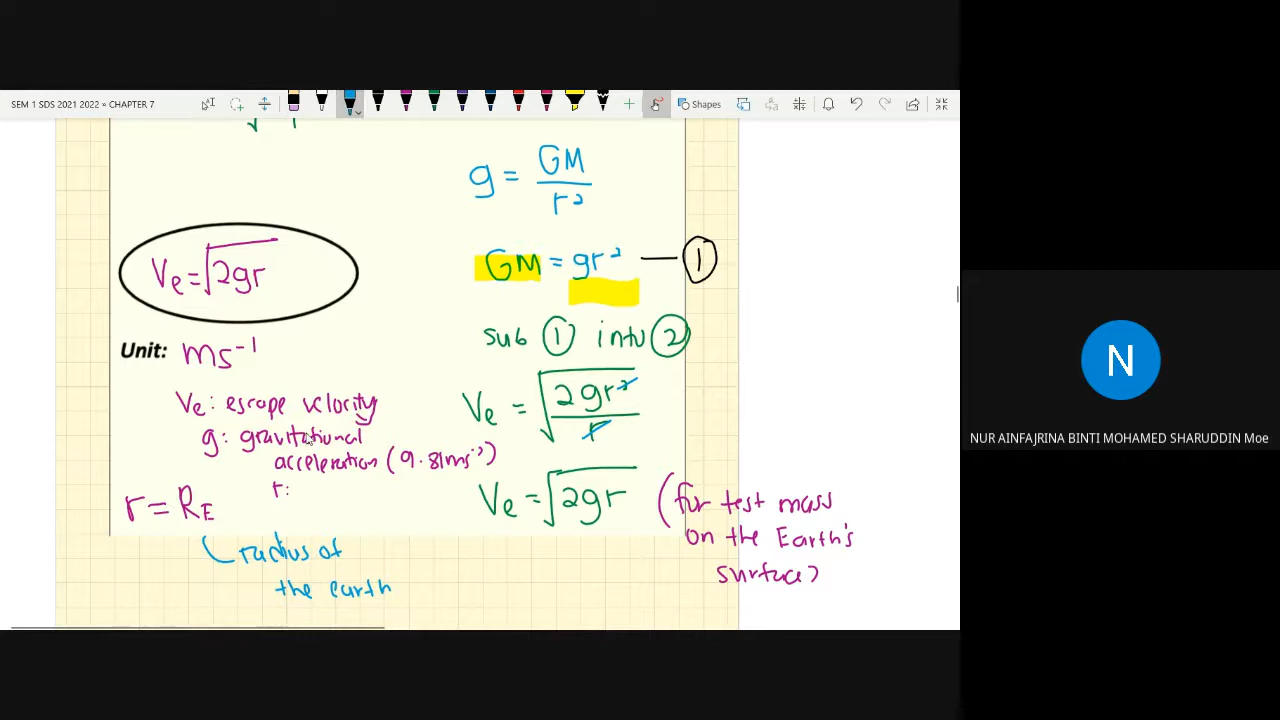 SEM 1 SDS 2021 2022 » CHAPTER 7
Shapes
g = GM / r²
GM = gr² — ①
sub ① into ②
Ve = √(2gr² / r)
Ve = √2gr (for test mass
on the Earth's
surface)
Ve = √2gr
Unit: ms⁻¹
Ve: escape velocity
g: gravitational
acceleration (9.81ms⁻²)
r:
r = RE
radius of
the earth
N
NUR AINFAJRINA BINTI MOHAMED SHARUDDIN Moe